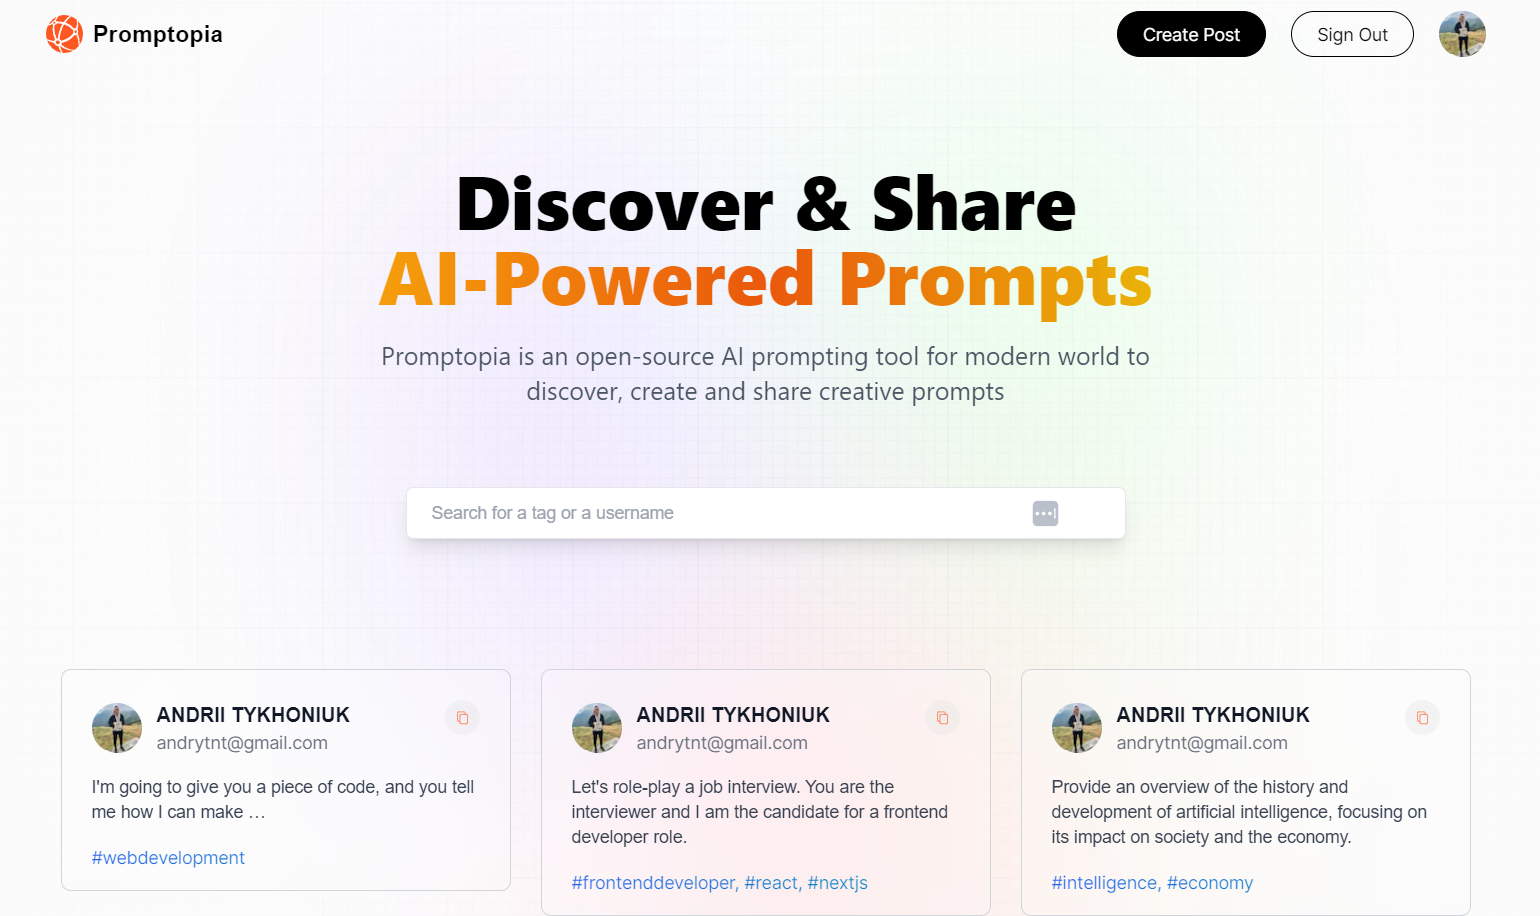 Promptopia
Create Post
Sign Out
Discover & Share
AI-Powered Prompts
Promptopia is an open-source AI prompting tool for modern world to
discover, create and share creative prompts
Search for a tag or a username
ANDRII TYKHONIUK
andrytnt@gmail.com
I'm going to give you a piece of code, and you tell
me how I can make …
#webdevelopment
ANDRII TYKHONIUK
andrytnt@gmail.com
Let's role-play a job interview. You are the
interviewer and I am the candidate for a frontend
developer role.
#frontenddeveloper, #react, #nextjs
ANDRII TYKHONIUK
andrytnt@gmail.com
Provide an overview of the history and
development of artificial intelligence, focusing on
its impact on society and the economy.
#intelligence, #economy